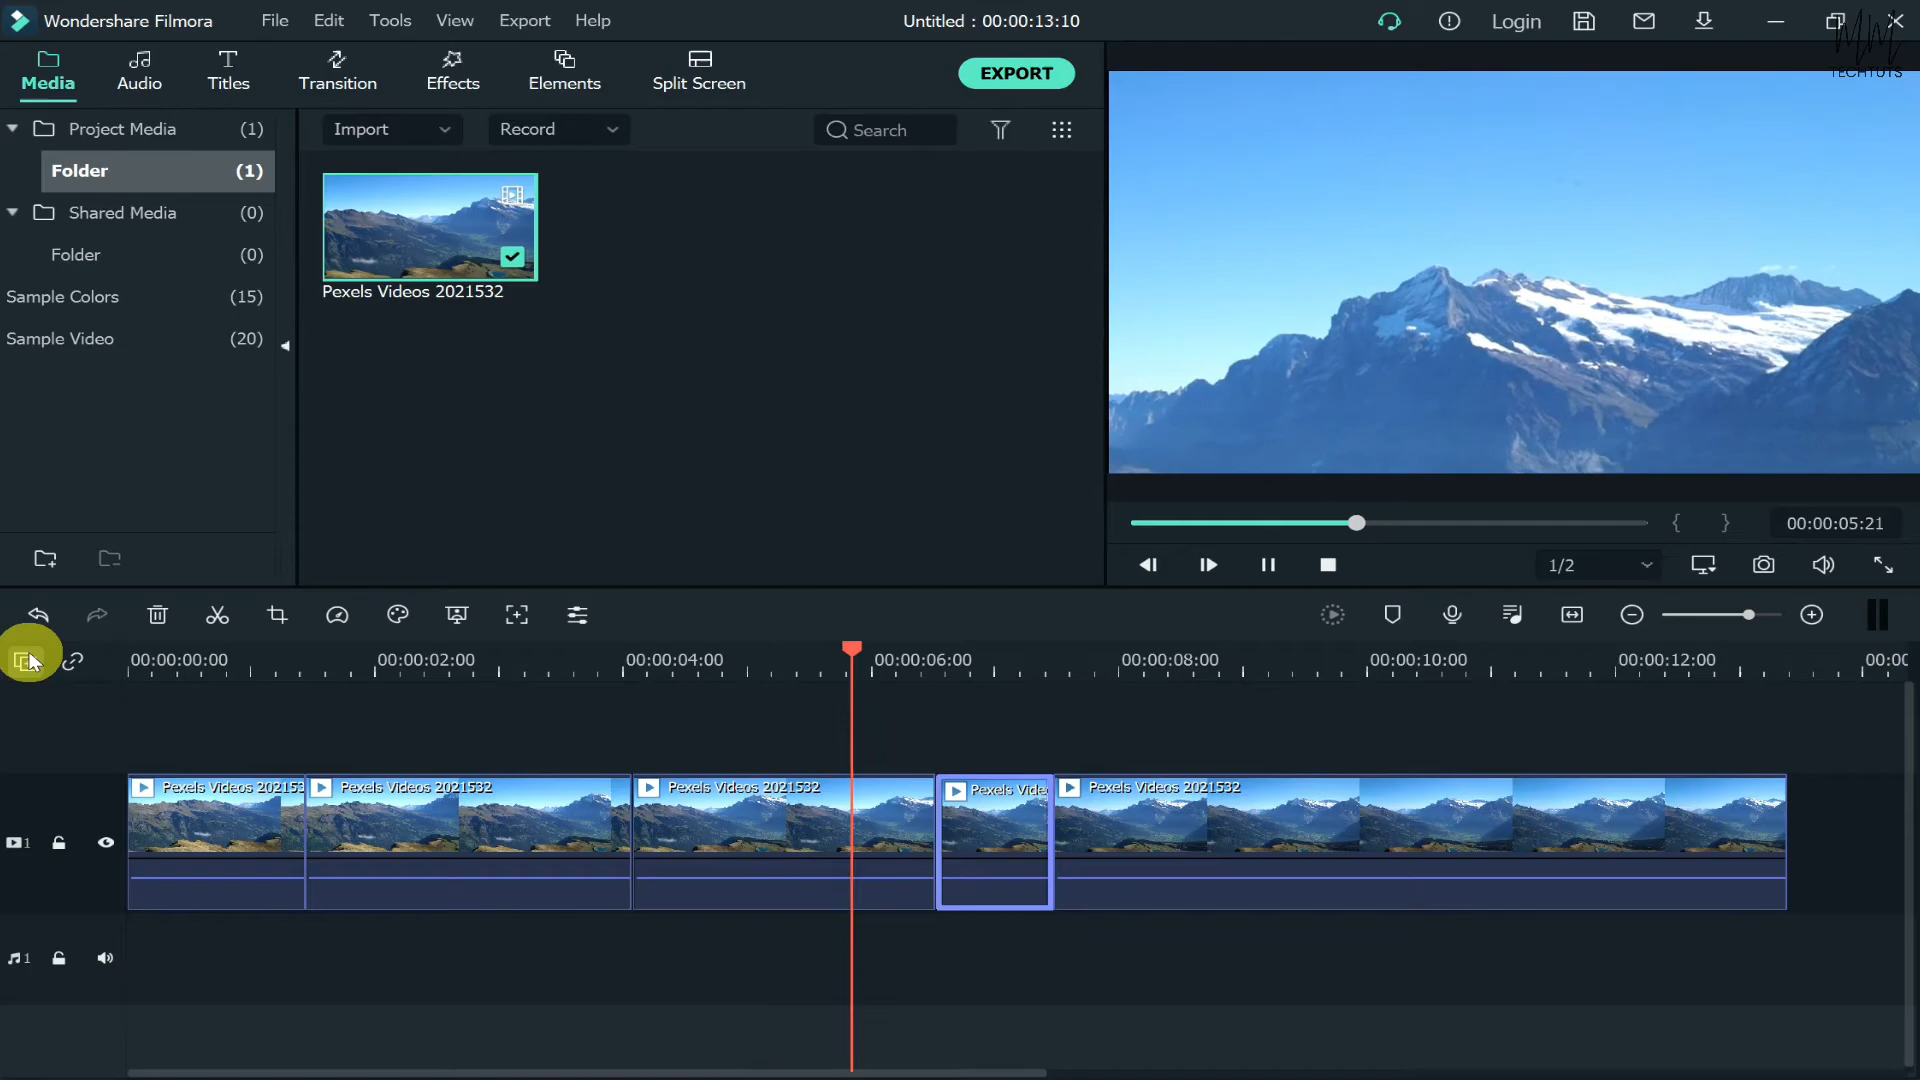 Wondershare Filmora
File Edit Tools View Export Help
Untitled : 00:00:13:10
Login
MM
TECHTUTS
Media Audio Titles Transition Effects Elements Split Screen
EXPORT
Project Media (1)
Folder (1)
Shared Media (0)
Folder (0)
Sample Colors (15)
Sample Video (20)
Import Record Search
Pexels Videos 2021532
{ } 00:00:05:21
1/2
00:00:00:00 00:00:02:00 00:00:04:00 00:00:06:00 00:00:08:00 00:00:10:00 00:00:12:00 00:00
Pexels Videos 202153 Pexels Videos 2021532 Pexels Videos 2021532 Pexels Vide Pexels Videos 2021532
1
1